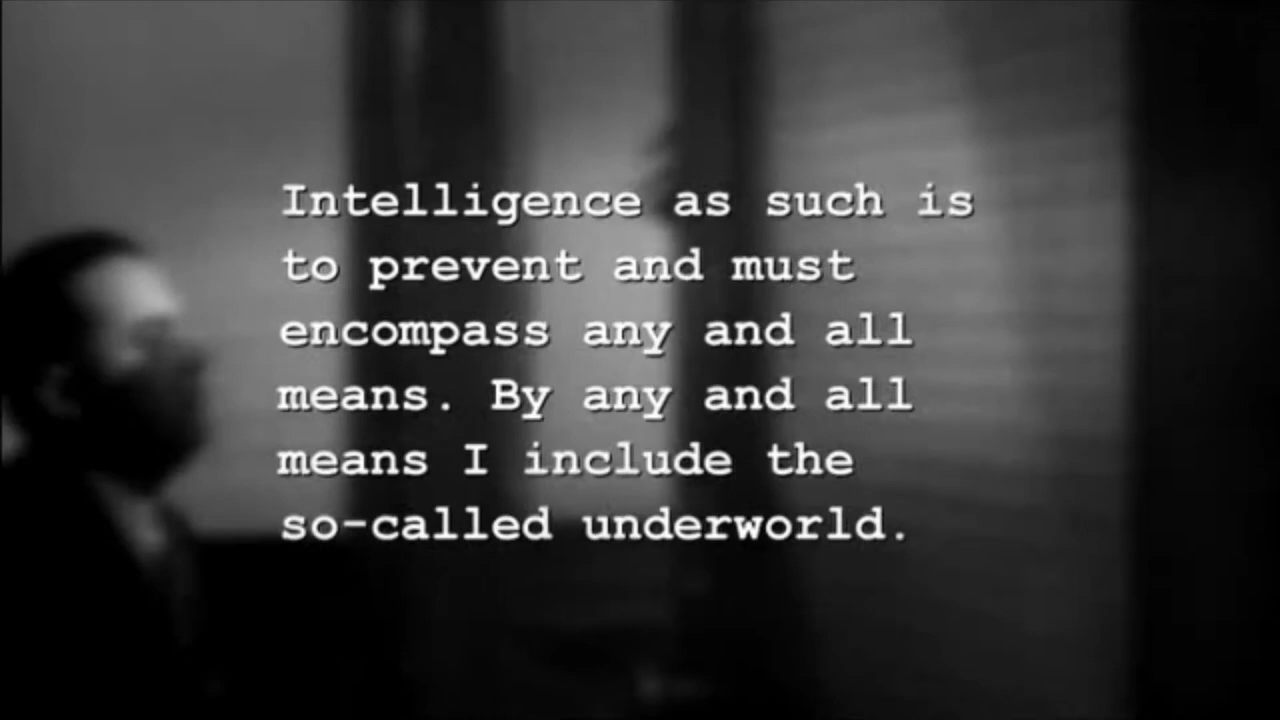 Intelligence as such is
to prevent and must
encompass any and all
means. By any and all
means I include the
so-called underworld.